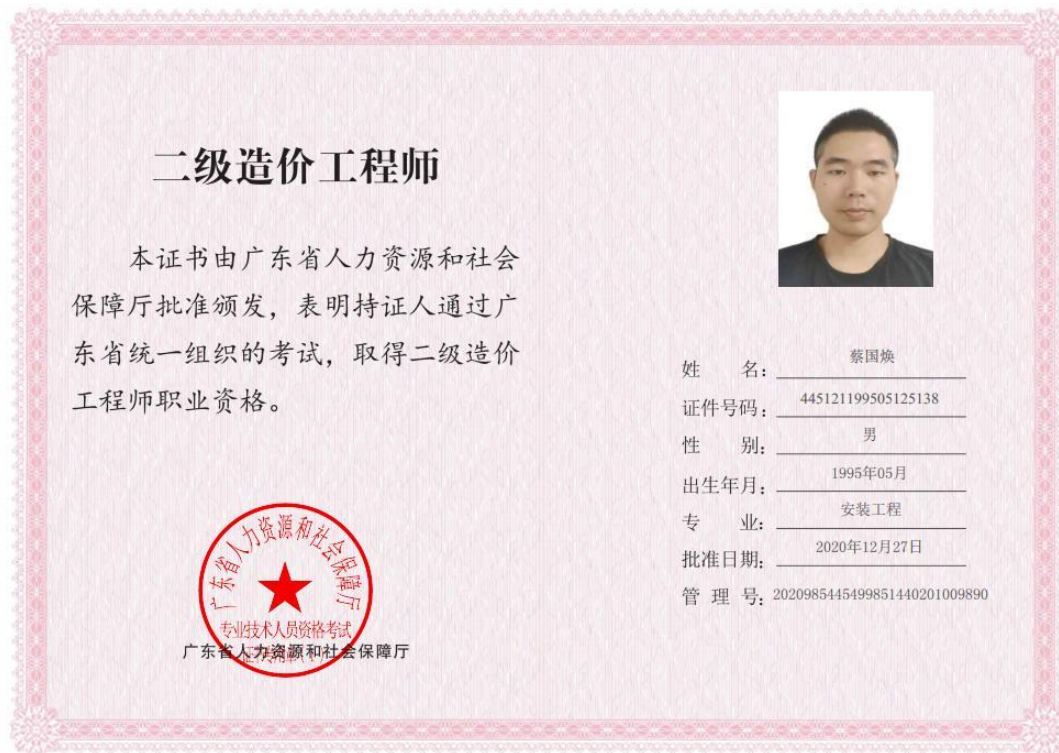 二级造价工程师
本证书由广东省人力资源和社会
保障厅批准颁发，表明持证人通过广
东省统一组织的考试，取得二级造价
工程师职业资格。
姓 名：蔡国焕
证件号码：445121199505125138
性 别：男
出生年月：1995年05月
专 业：安装工程
批准日期：2020年12月27日
管 理 号：2020985445499851440201009890
广东省人力资源和社会保障厅
专业技术人员资格考试
广东省人力资源和社会保障厅